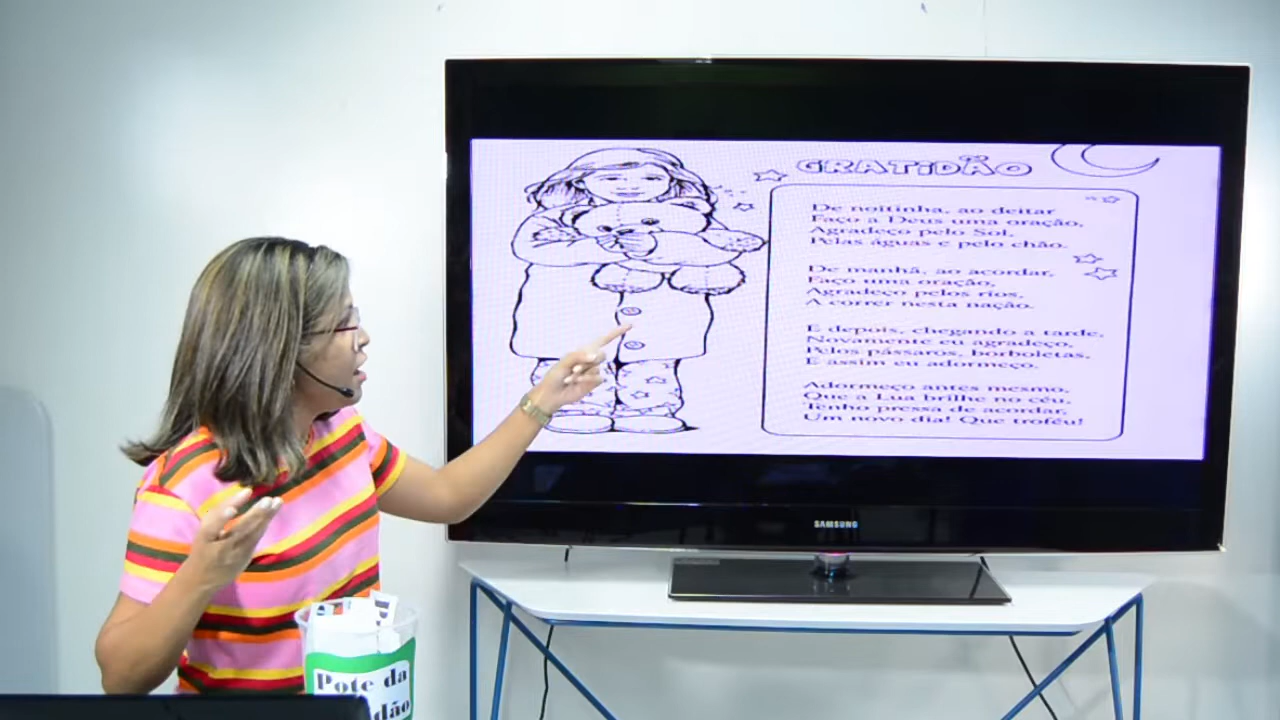 GRATIDÃO
De noitinha, ao deitar
Faço a Deus uma oração,
Agradeço pelo Sol,
Pelas águas e pelo chão.
De manhã, ao acordar,
Faço uma oração,
Agradeço pelos rios,
A correr nesta nação.
E depois, chegando a tarde,
Novamente eu agradeço,
Pelos pássaros, borboletas,
E assim eu adormeço.
Adormeço antes mesmo,
Que a Lua brilhe no céu,
Tenho pressa de acordar,
Um novo dia! Que troféu!
SAMSUNG
Pote da
idão